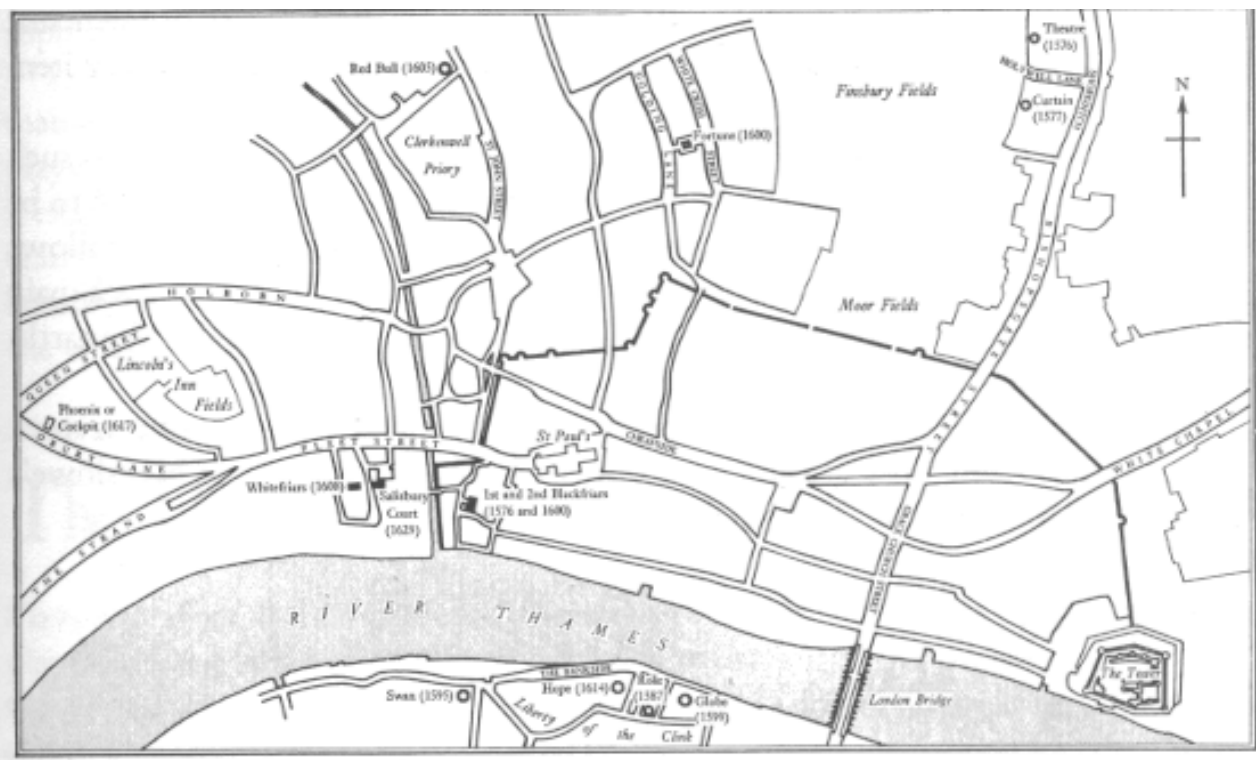 Theatre
(1576)
HOLYWELL LANE
Curtain
(1577)
N
Red Bull (1605)
GOLDING
LANE
WHITE CROSS
STREET
Fortune (1600)
Finsbury Fields
Clerkenwell
Priory
ST JOHN STREET
BISHOPSGATE STREET
Moor Fields
HOLBORN
QUEEN STREET
Lincoln's
Inn
Fields
Phoenix or
Cockpit (1617)
DRURY LANE
FLEET STREET
St Paul's
CHEAPSIDE
WHITE CHAPEL
Whitefriars (1608)
Salisbury
Court
(1629)
1st and 2nd Blackfriars
(1576 and 1600)
THE STRAND
GRACE CHURCH STREET
RIVER THAMES
THE BANKSIDE
Swan (1595)
Hope (1614)
Rose
(1587
Globe
(1599)
Liberty
of the Clink
London Bridge
The Tower